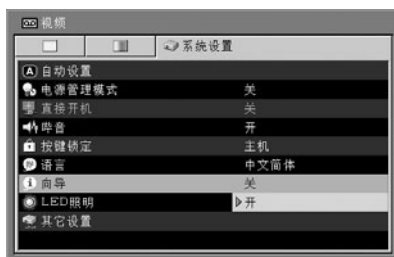 视频
系统设置
A 自动设置
电源管理模式 关
直接开机 关
哔音 开
按键锁定 主机
语言 中文简体
向导 关
LED照明 开
其它设置